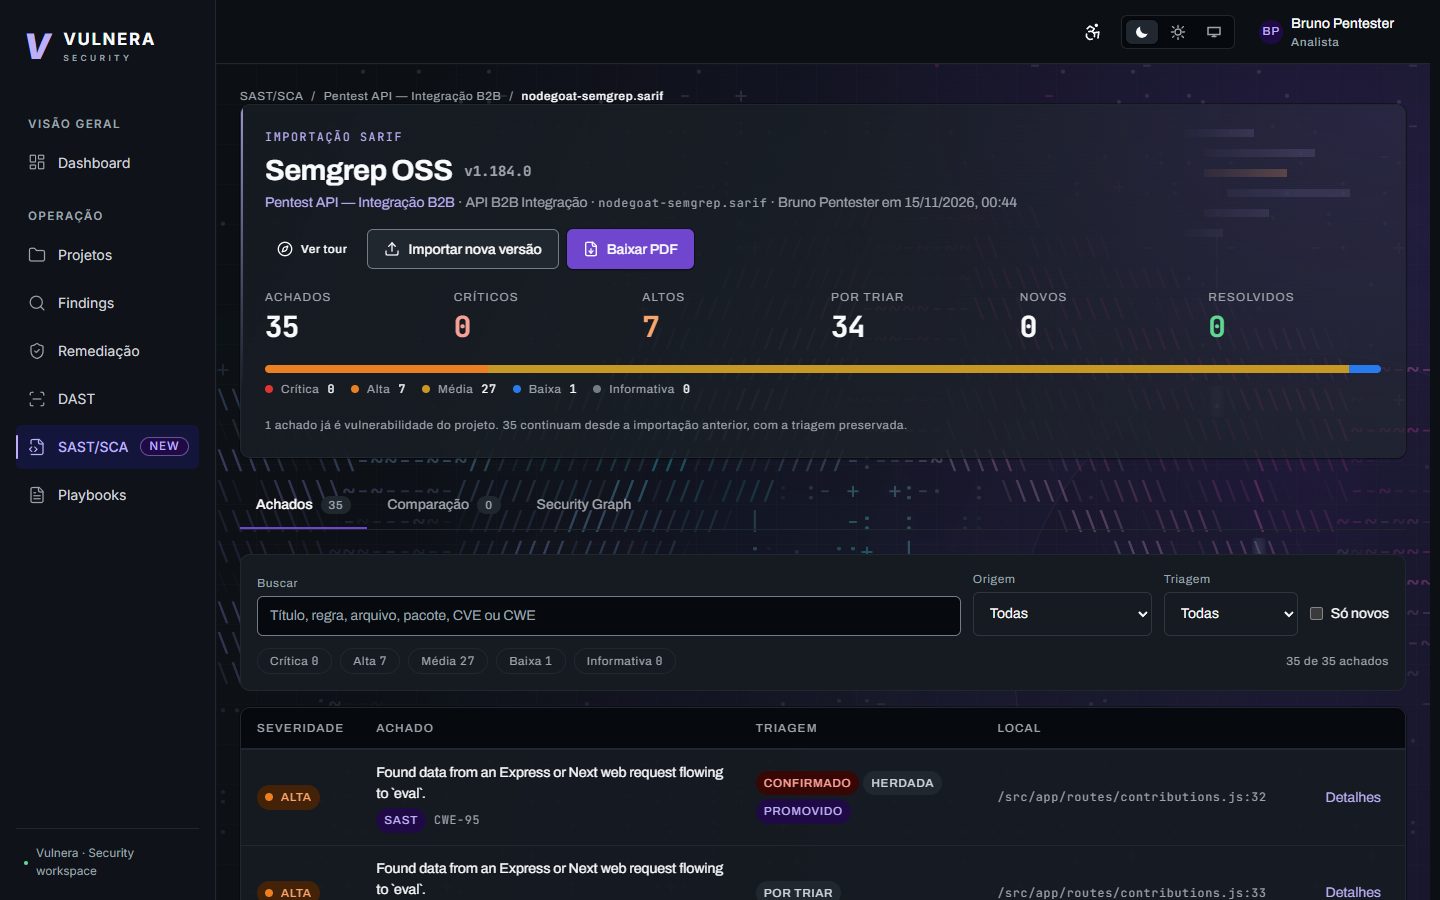 VULNERA
SECURITY
VISÃO GERAL
Dashboard
OPERAÇÃO
Projetos
Findings
Remediação
DAST
SAST/SCA NEW
Playbooks
Vulnera · Security
workspace
BP
Bruno Pentester
Analista
SAST/SCA / Pentest API — Integração B2B / nodegoat-semgrep.sarif
IMPORTAÇÃO SARIF
Semgrep OSS v1.184.0
Pentest API — Integração B2B · API B2B Integração · nodegoat-semgrep.sarif · Bruno Pentester em 15/11/2026, 00:44
Ver tour Importar nova versão Baixar PDF
ACHADOS CRÍTICOS ALTOS POR TRIAR NOVOS RESOLVIDOS
35 0 7 34 0 0
Crítica 0 Alta 7 Média 27 Baixa 1 Informativa 0
1 achado já é vulnerabilidade do projeto. 35 continuam desde a importação anterior, com a triagem preservada.
Achados 35 Comparação 0 Security Graph
Buscar Origem Triagem
Título, regra, arquivo, pacote, CVE ou CWE Todas Todas Só novos
Crítica 0 Alta 7 Média 27 Baixa 1 Informativa 0 35 de 35 achados
SEVERIDADE ACHADO TRIAGEM LOCAL
ALTA
Found data from an Express or Next web request flowing
to `eval`.
SAST CWE-95
CONFIRMADO HERDADA
PROMOVIDO
/src/app/routes/contributions.js:32 Detalhes
ALTA
Found data from an Express or Next web request flowing
to `eval`.
POR TRIAR
/src/app/routes/contributions.js:33 Detalhes